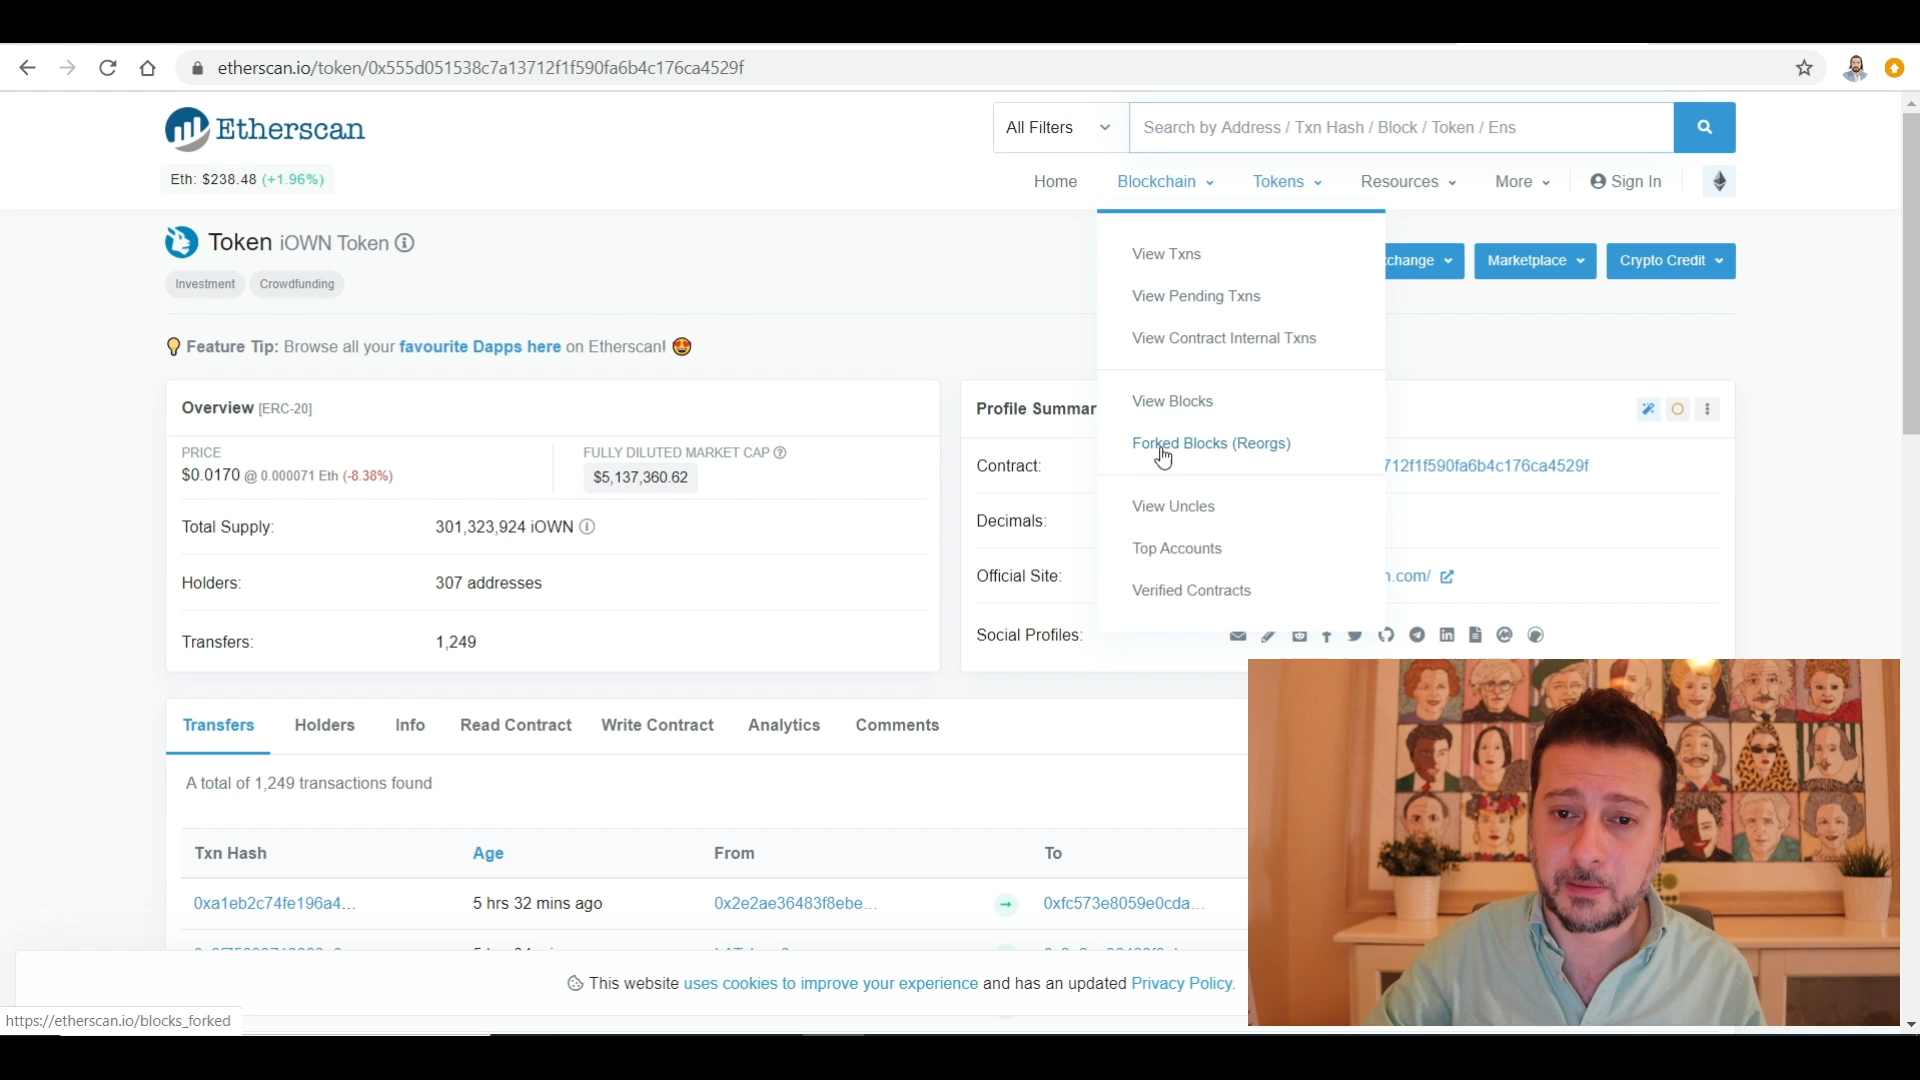 etherscan.io/token/0x555d051538c7a13712f1f590fa6b4c176ca4529f
Etherscan
All Filters
Search by Address / Txn Hash / Block / Token / Ens
Eth: $238.48 (+1.96%)
Home
Blockchain
Tokens
Resources
More
Sign In
Token iOWN Token
Investment
Crowdfunding
View Txns
View Pending Txns
View Contract Internal Txns
View Blocks
Forked Blocks (Reorgs)
View Uncles
Top Accounts
Verified Contracts
change
Marketplace
Crypto Credit
Feature Tip: Browse all your favourite Dapps here on Etherscan!
Overview [ERC-20]
PRICE
$0.0170 @ 0.000071 Eth (-8.38%)
FULLY DILUTED MARKET CAP
$5,137,360.62
Total Supply:
301,323,924 iOWN
Holders:
307 addresses
Transfers:
1,249
Profile Summar
Contract:
712f1f590fa6b4c176ca4529f
Decimals:
Official Site:
n.com/
Social Profiles:
Transfers
Holders
Info
Read Contract
Write Contract
Analytics
Comments
A total of 1,249 transactions found
Txn Hash
Age
From
To
0xa1eb2c74fe196a4...
5 hrs 32 mins ago
0x2e2ae36483f8ebe...
0xfc573e8059e0cda...
This website uses cookies to improve your experience and has an updated Privacy Policy.
https://etherscan.io/blocks_forked